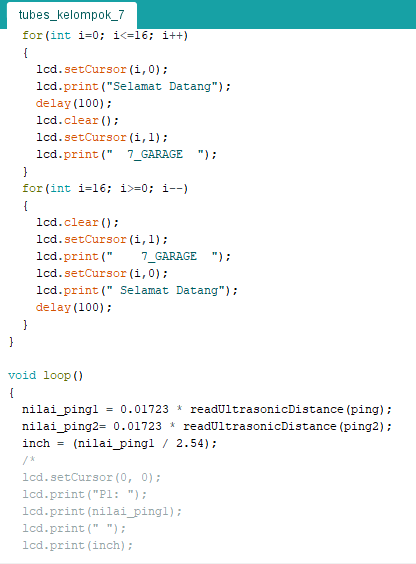 tubes_kelompok_7
for(int i=0; i<=16; i++)
{
lcd.setCursor(i,0);
lcd.print("Selamat Datang");
delay(100);
lcd.clear();
lcd.setCursor(i,1);
lcd.print("  7_GARAGE  ");
}
for(int i=16; i>=0; i--)
{
lcd.clear();
lcd.setCursor(i,1);
lcd.print("    7_GARAGE  ");
lcd.setCursor(i,0);
lcd.print(" Selamat Datang");
delay(100);
}
}
void loop()
{
nilai_ping1 = 0.01723 * readUltrasonicDistance(ping);
nilai_ping2= 0.01723 * readUltrasonicDistance(ping2);
inch = (nilai_ping1 / 2.54);
/*
lcd.setCursor(0, 0);
lcd.print("P1: ");
lcd.print(nilai_ping1);
lcd.print(" ");
lcd.print(inch);